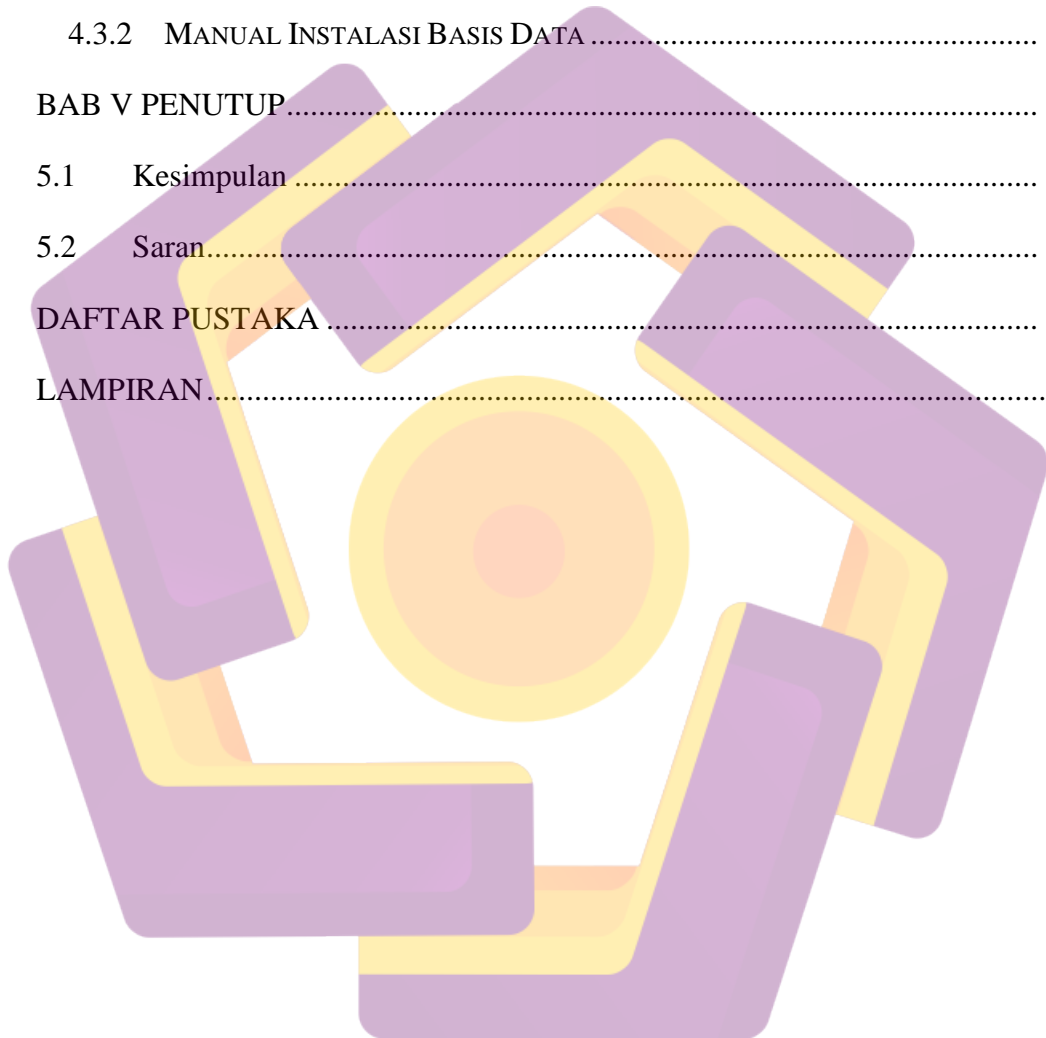 4.3.2 MANUAL INSTALASI BASIS DATA ........................................................
BAB V PENUTUP ...............................................................................................
5.1 Kesimpulan ...............................................................................................
5.2 Saran..........................................................................................................
DAFTAR PUSTAKA ..........................................................................................
LAMPIRAN.........................................................................................................